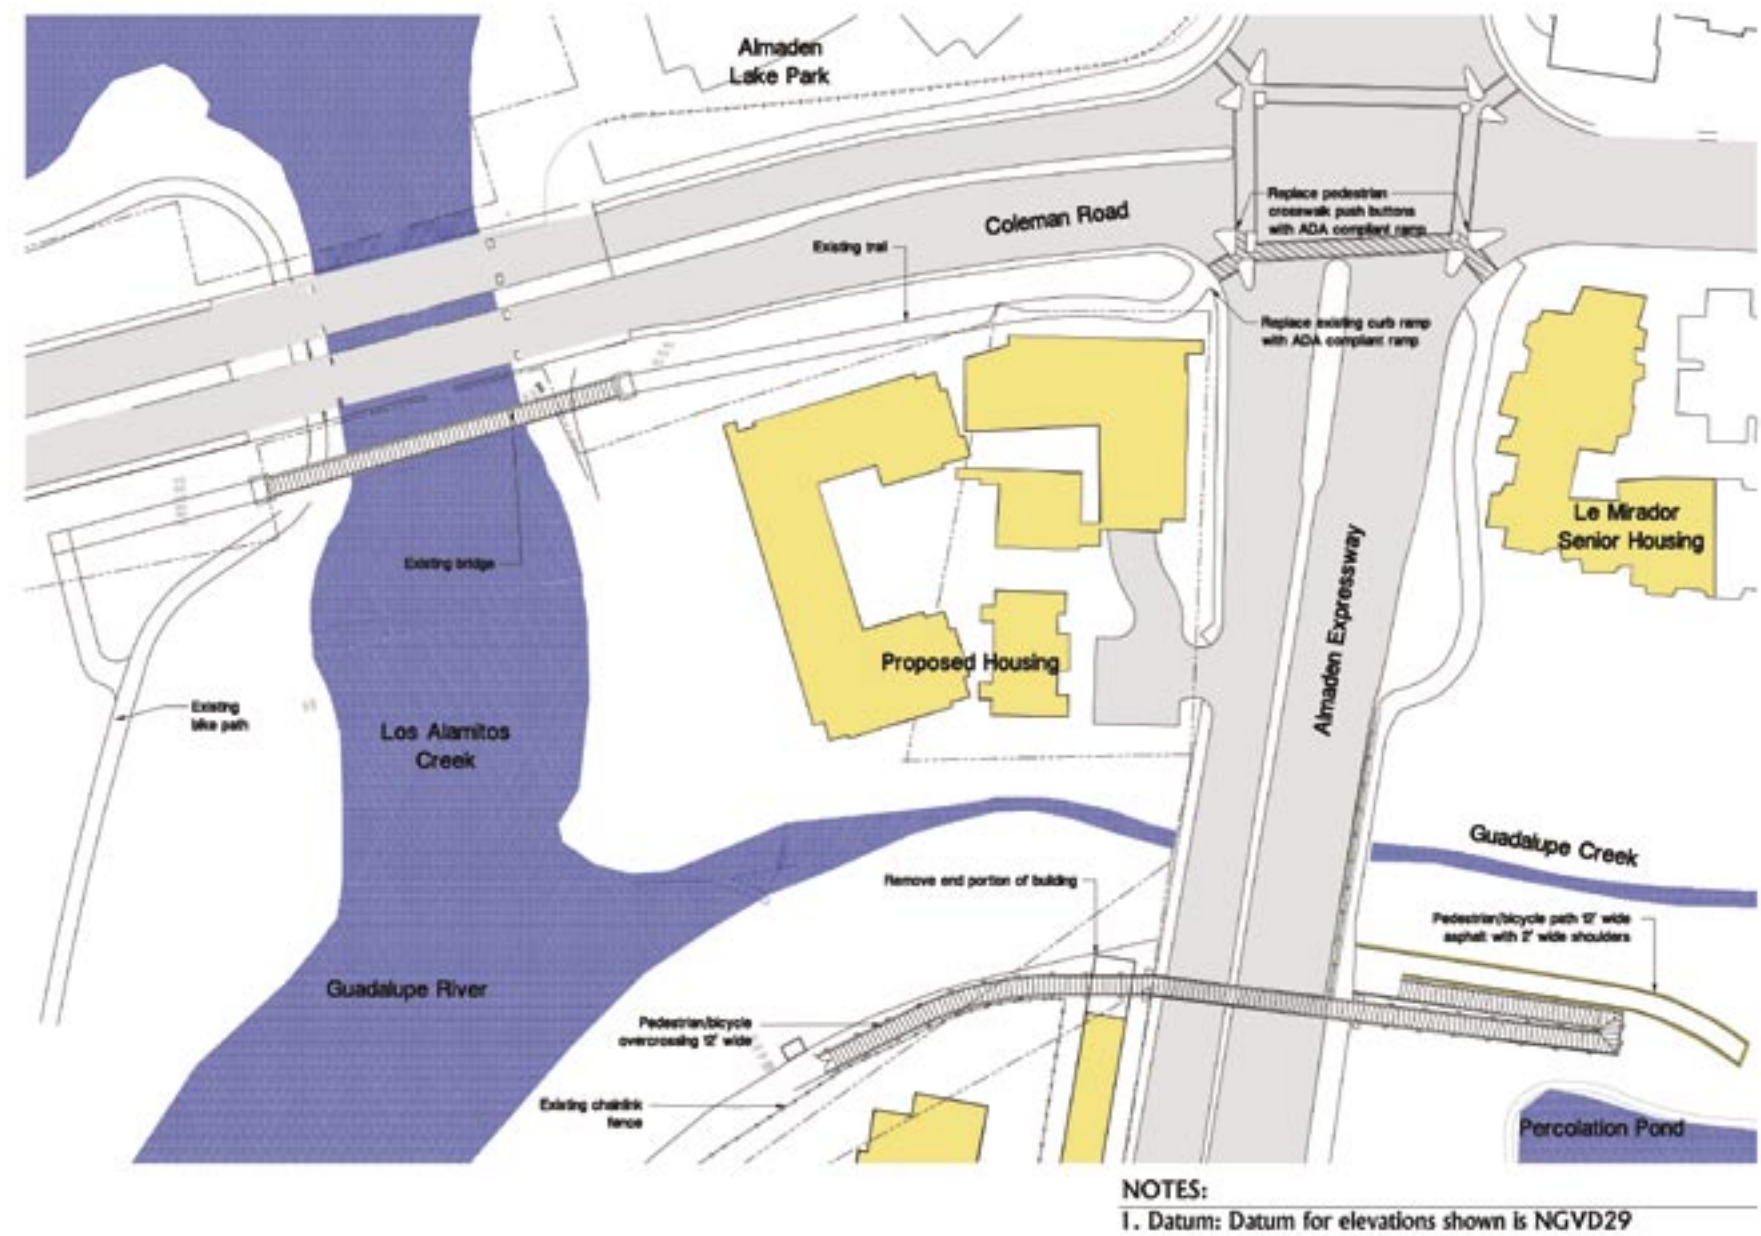 Almaden
Lake Park
Replace pedestrian
crosswalk push buttons
with ADA compliant ramp
Coleman Road
Existing trail
Replace existing curb ramp
with ADA compliant ramp
Le Mirador
Senior Housing
Existing bridge
Almaden Expressway
Proposed Housing
Existing
bike path
Los Alamitos
Creek
Guadalupe Creek
Remove end portion of building
Pedestrian/bicycle path 12' wide
asphalt with 2' wide shoulders
Guadalupe River
Pedestrian/bicycle
overcrossing 12' wide
Existing chainlink
fence
Percolation Pond
NOTES:
1. Datum: Datum for elevations shown is NGVD29